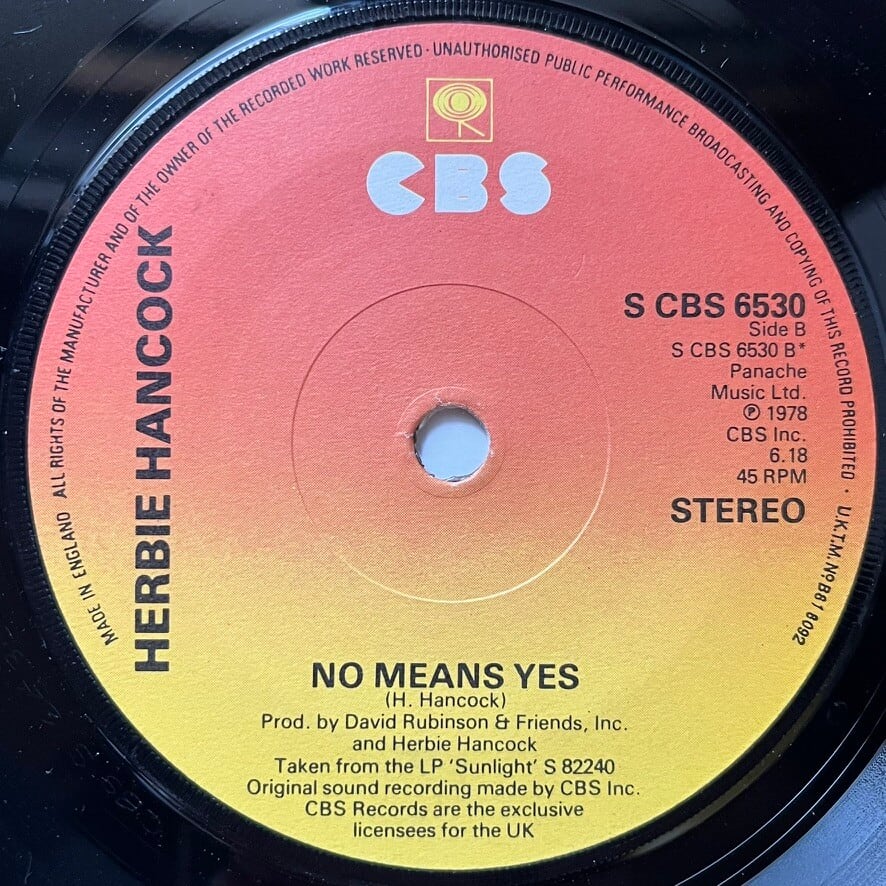 MADE IN ENGLAND ALL RIGHTS OF THE MANUFACTURER AND OF THE OWNER OF THE RECORDED WORK RESERVED · UNAUTHORISED PUBLIC PERFORMANCE BROADCASTING AND COPYING OF THIS RECORD PROHIBITED · U.K.T.M. Nº B618092
CBS
HERBIE HANCOCK
S CBS 6530
Side B
S CBS 6530 B*
Panache
Music Ltd.
℗ 1978
CBS Inc.
6.18
45 RPM
STEREO
NO MEANS YES
(H. Hancock)
Prod. by David Rubinson & Friends, Inc.
and Herbie Hancock
Taken from the LP 'Sunlight' S 82240
Original sound recording made by CBS Inc.
CBS Records are the exclusive
licensees for the UK